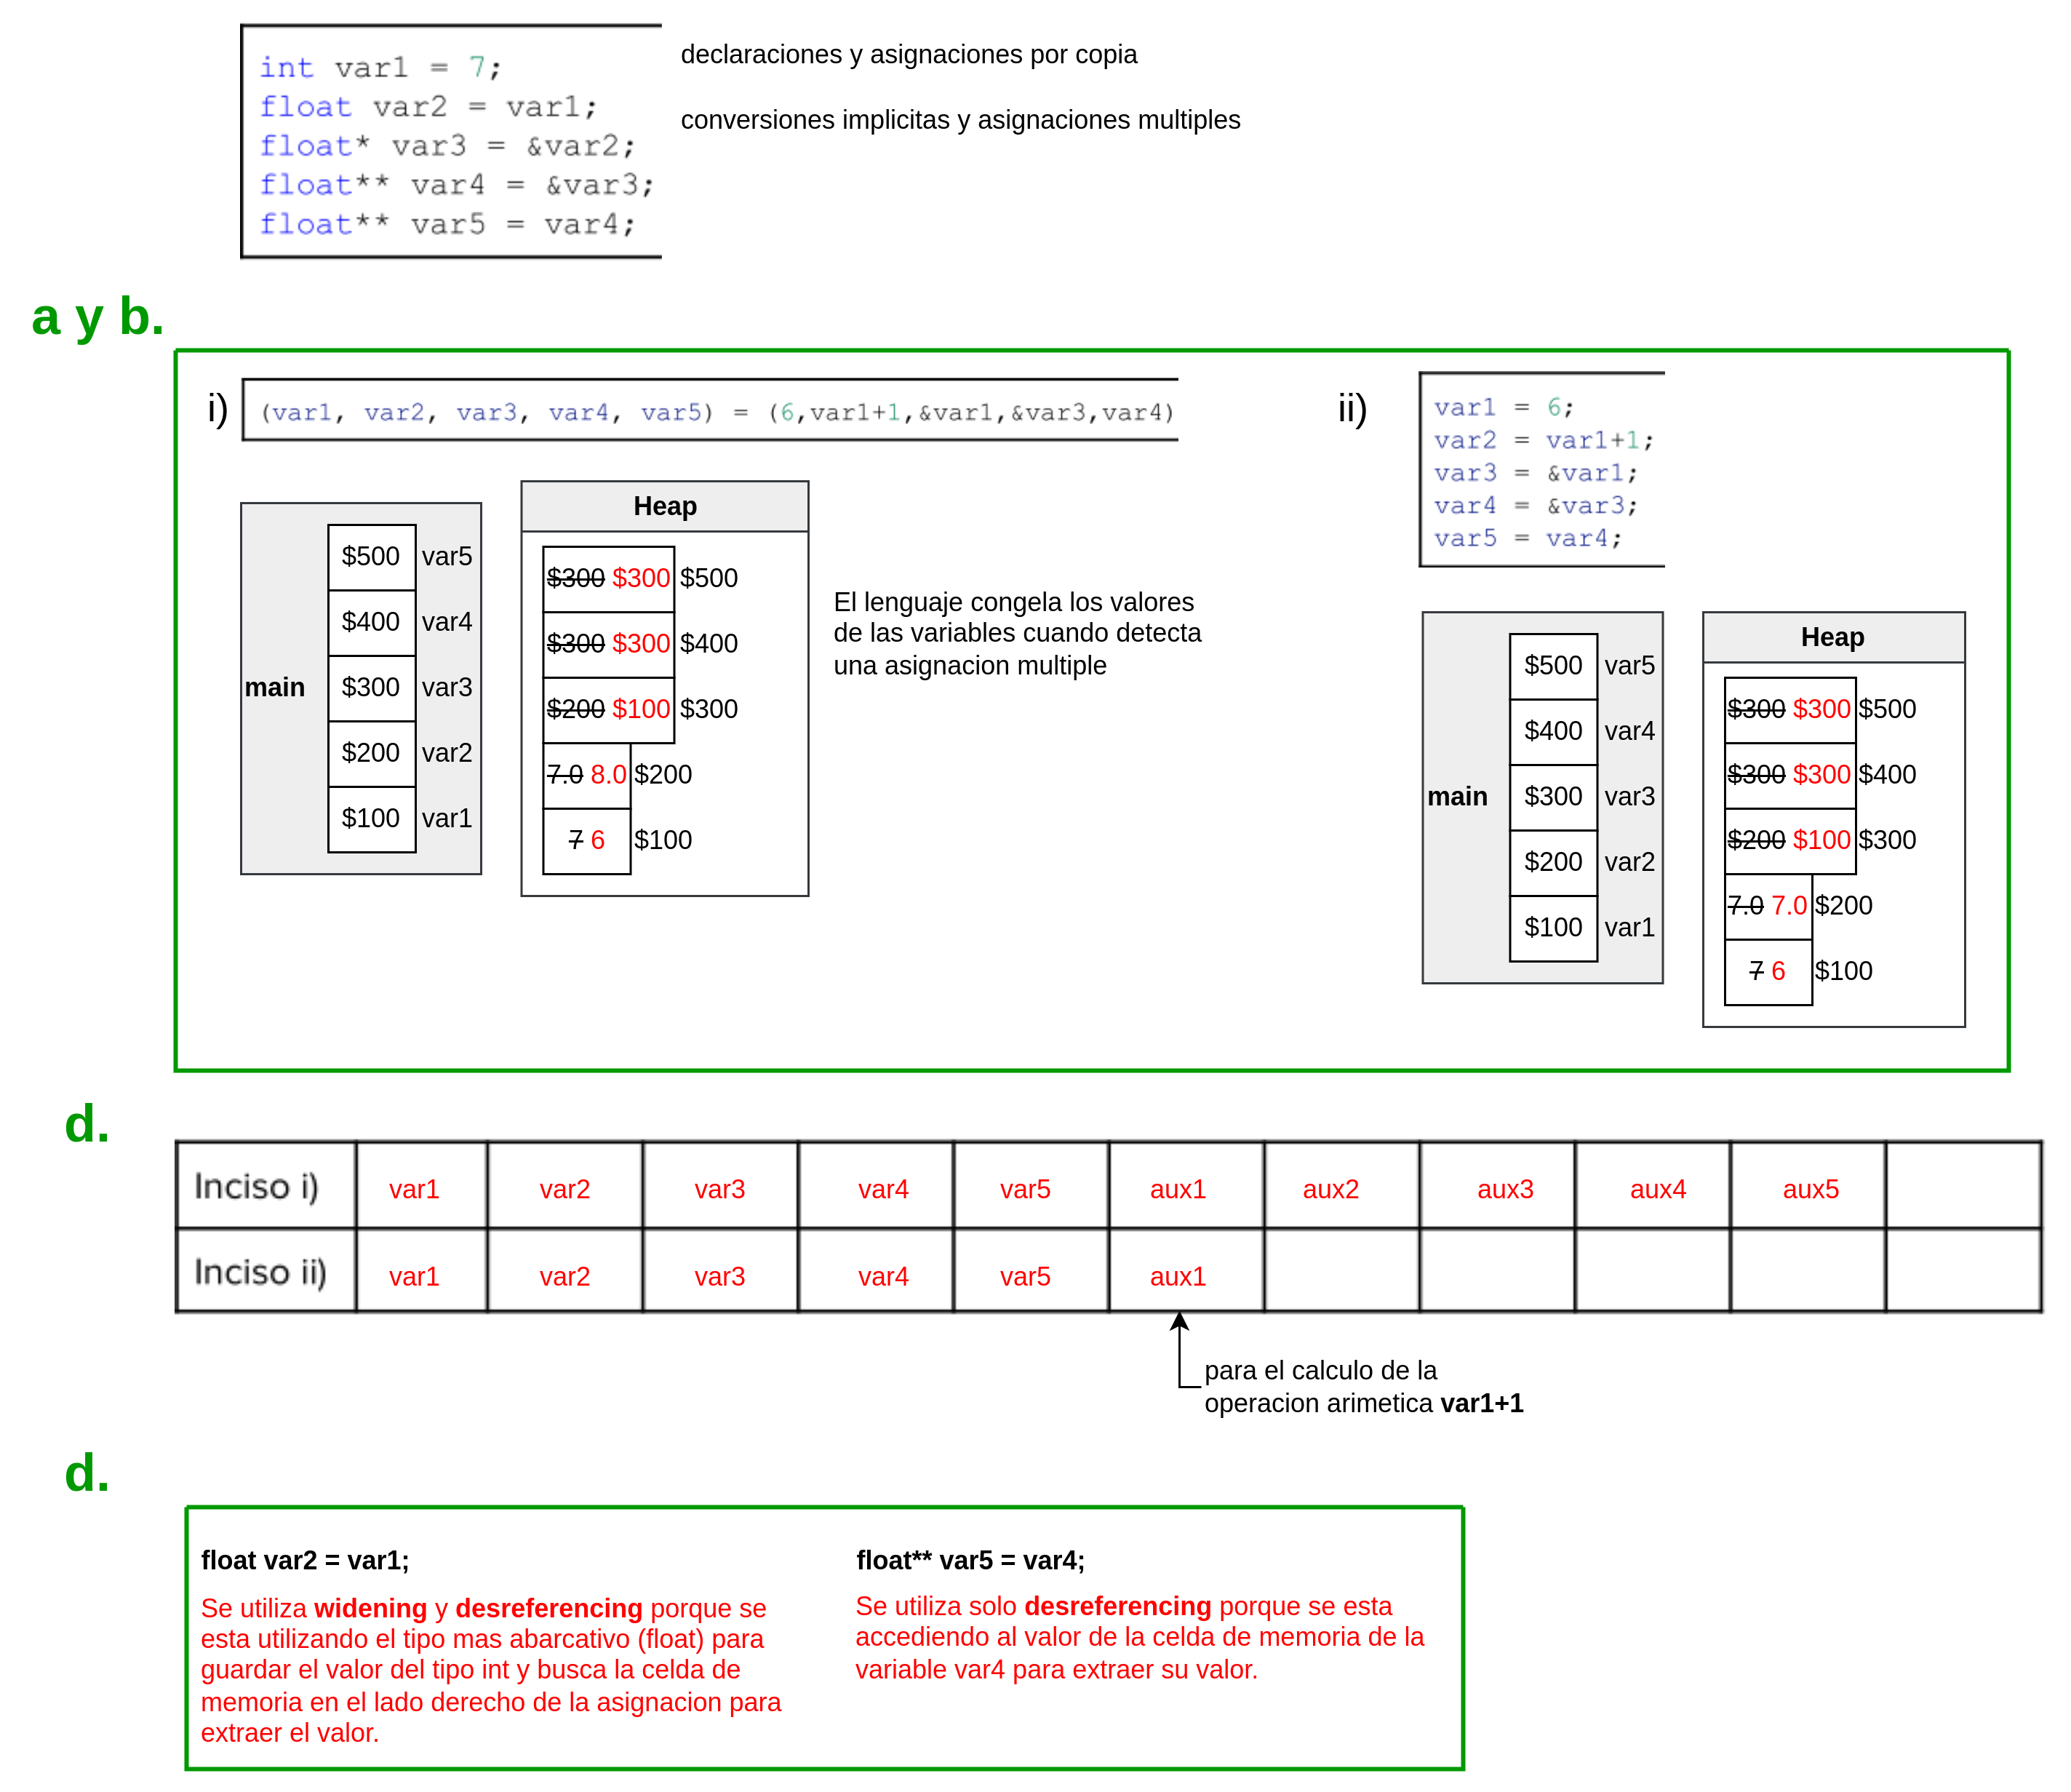 int var1 = 7;
float var2 = var1;
float* var3 = &var2;
float** var4 = &var3;
float** var5 = var4;
declaraciones y asignaciones por copia
conversiones implicitas y asignaciones multiples
a y b.
i)
(var1, var2, var3, var4, var5) = (6,var1+1,&var1,&var3,var4)
main
$500 var5
$400 var4
$300 var3
$200 var2
$100 var1
Heap
$300 $300 $500
$300 $300 $400
$200 $100 $300
7.0 8.0 $200
7 6 $100
El lenguaje congela los valores
de las variables cuando detecta
una asignacion multiple
ii)
var1 = 6;
var2 = var1+1;
var3 = &var1;
var4 = &var3;
var5 = var4;
main
$500 var5
$400 var4
$300 var3
$200 var2
$100 var1
Heap
$300 $300 $500
$300 $300 $400
$200 $100 $300
7.0 7.0 $200
7 6 $100
d.
Inciso i) var1 var2 var3 var4 var5 aux1 aux2 aux3 aux4 aux5
Inciso ii) var1 var2 var3 var4 var5 aux1
para el calculo de la
operacion arimetica var1+1
d.
float var2 = var1;
Se utiliza widening y desreferencing porque se
esta utilizando el tipo mas abarcativo (float) para
guardar el valor del tipo int y busca la celda de
memoria en el lado derecho de la asignacion para
extraer el valor.
float** var5 = var4;
Se utiliza solo desreferencing porque se esta
accediendo al valor de la celda de memoria de la
variable var4 para extraer su valor.